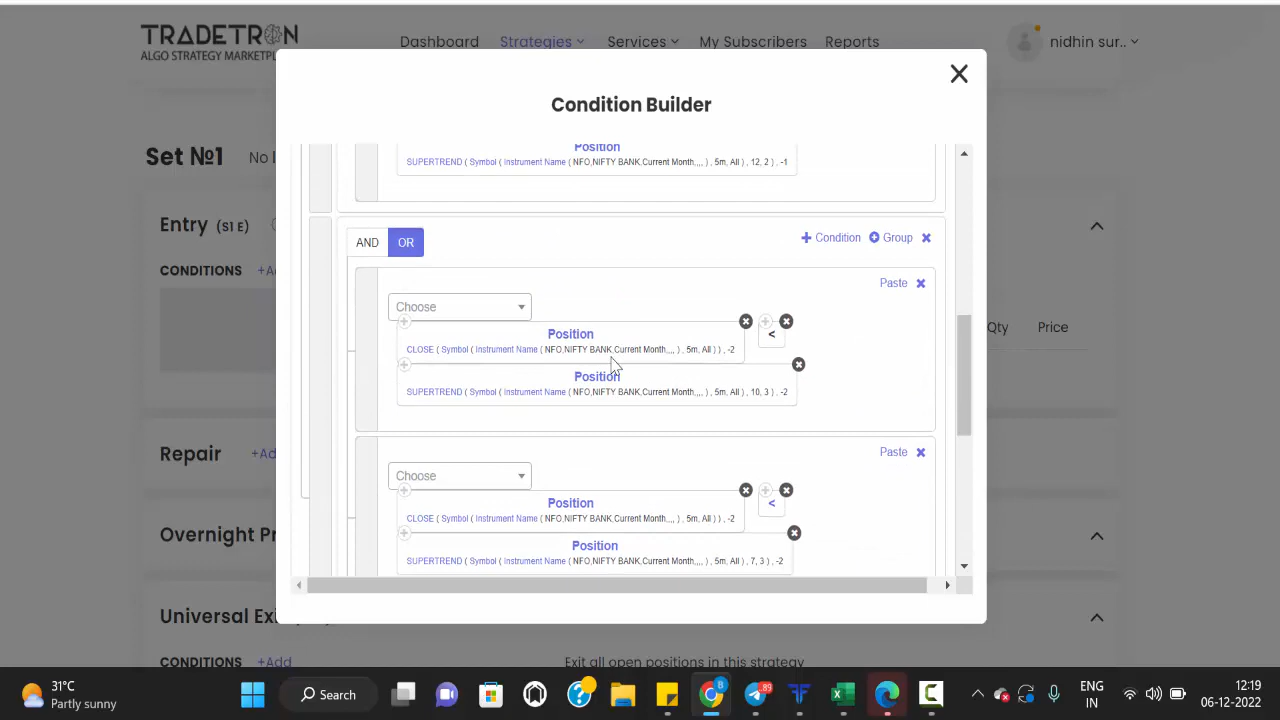 TRADETRON
ALGO STRATEGY MARKETPL
Dashboard Strategies Services My Subscribers Reports nidhin sur..
Condition Builder
Set №1 No l
Entry (S1 E)
CONDITIONS +A
Qty Price
Repair +Ad
Overnight Pr
Universal Exi
CONDITIONS +Add
Exit all open positions in this strategy
Position
SUPERTREND ( Symbol ( Instrument Name ( NFO,NIFTY BANK,Current Month,,,, ) , 5m, All ) , 12, 2 ) , -1
AND OR + Condition Group
Paste
Choose
Position <
CLOSE ( Symbol ( Instrument Name ( NFO,NIFTY BANK,Current Month,,,, ) , 5m, All ) ) , -2
Position
SUPERTREND ( Symbol ( Instrument Name ( NFO,NIFTY BANK,Current Month,,,, ) , 5m, All ) , 10, 3 ) , -2
Paste
Choose
Position <
CLOSE ( Symbol ( Instrument Name ( NFO,NIFTY BANK,Current Month,,,, ) , 5m, All ) ) , -2
Position
SUPERTREND ( Symbol ( Instrument Name ( NFO,NIFTY BANK,Current Month,,,, ) , 5m, All ) , 7, 3 ) , -2
31°C
Partly sunny
Search
89
ENG
IN
12:19
06-12-2022